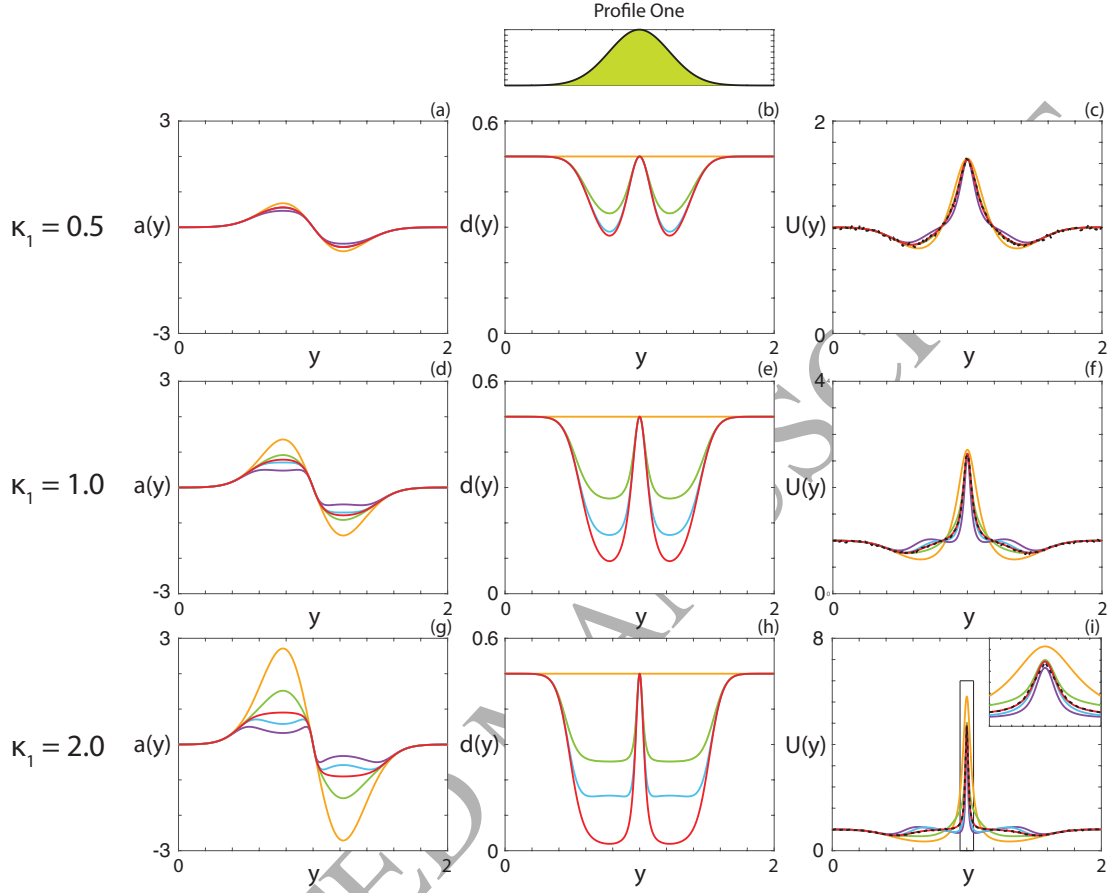 Profile One
(a)
(b)
(c)
3
0.6
2
κ₁ = 0.5
a(y)
d(y)
U(y)
-3
0
0
0
2
0
2
0
2
y
y
y
(d)
(e)
(f)
3
0.6
4
κ₁ = 1.0
a(y)
d(y)
U(y)
-3
0
0
0
2
0
2
0
2
y
y
y
(g)
(h)
(i)
3
0.6
8
κ₁ = 2.0
a(y)
d(y)
U(y)
-3
0
0
0
2
0
2
0
2
y
y
y